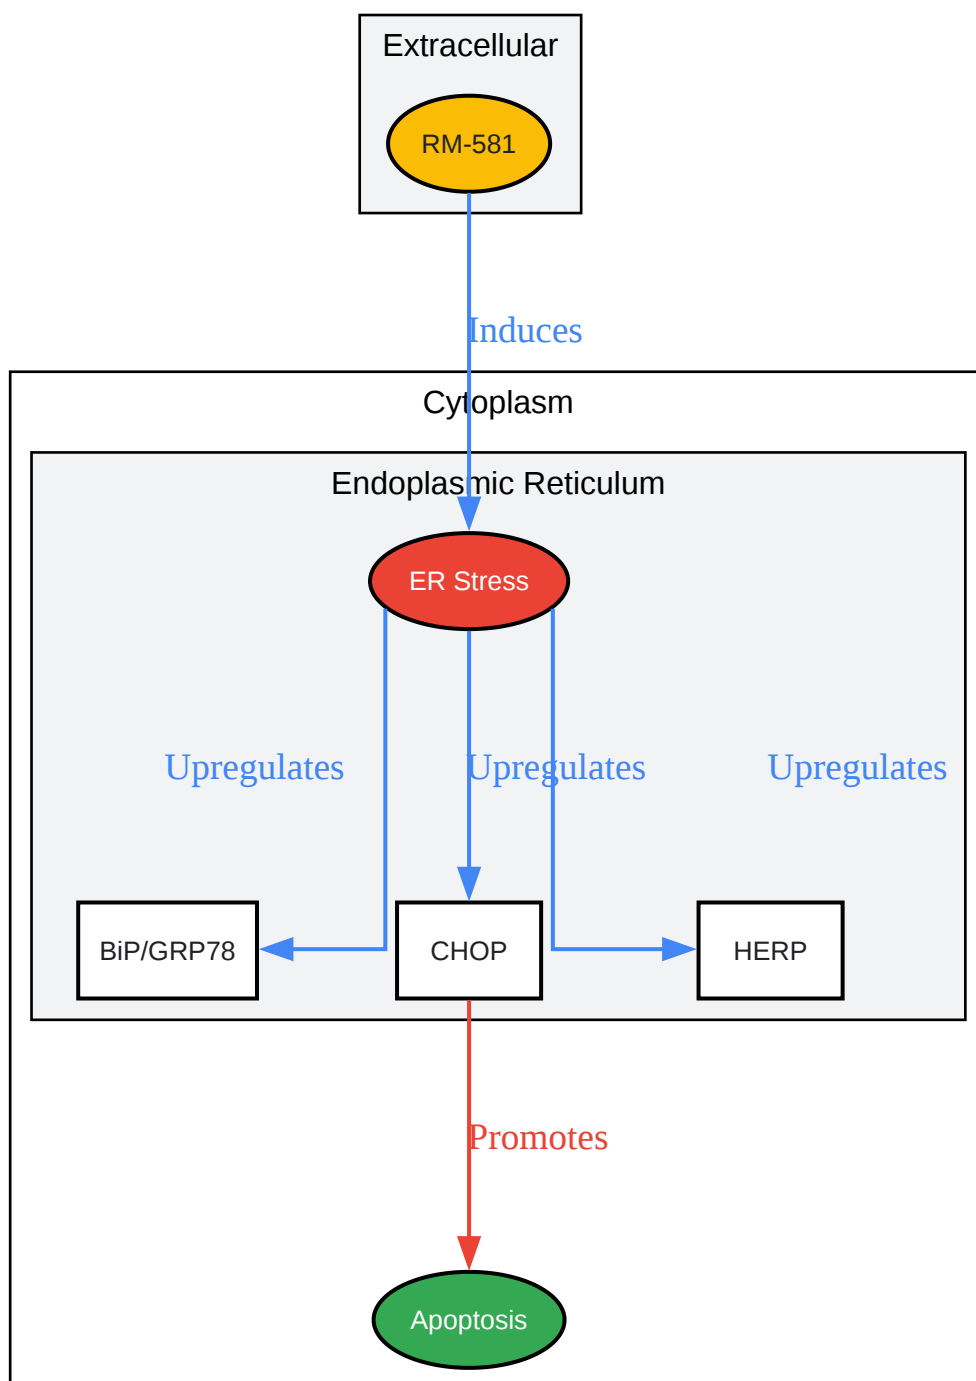 Extracellular
RM-581
Induces
Cytoplasm
Endoplasmic Reticulum
ER Stress
Upregulates
Upregulates
Upregulates
BiP/GRP78
CHOP
HERP
Promotes
Apoptosis